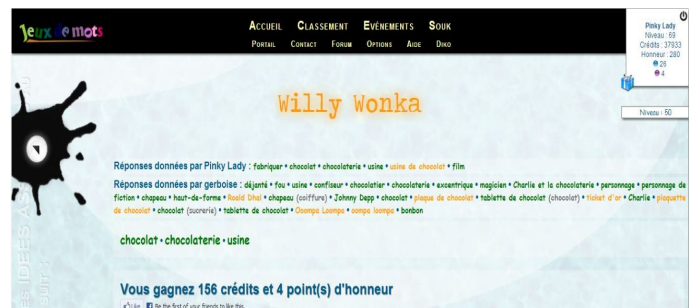 Jeux de mots
Accueil Classement Evénements Souk
Portail Contact Forum Options Aide Diko
Pinky Lady
Niveau : 69
Crédits : 37933
Honneur : 280
26
4
Niveau : 50
Willy Wonka
Réponses données par Pinky Lady : fabriquer • chocolat • chocolaterie • usine • usine de chocolat • film
Réponses données par gerboise : déjanté • fou • usine • confiseur • chocolatier • chocolaterie • excentrique • magicien • Charlie et la chocolaterie • personnage • personnage de
fiction • chapeau • haut-de-forme • Roald Dhal • chapeau (coiffure) • Johnny Depp • chocolat • plaque de chocolat • tablette de chocolat (chocolat) • ticket d'or • Charlie • plaquette
de chocolat • chocolat (sucrerie) • tablette de chocolat • Ooompa Loompa • oompa loompa • bonbon
chocolat • chocolaterie • usine
Vous gagnez 156 crédits et 4 point(s) d'honneur
Like Be the first of your friends to like this.